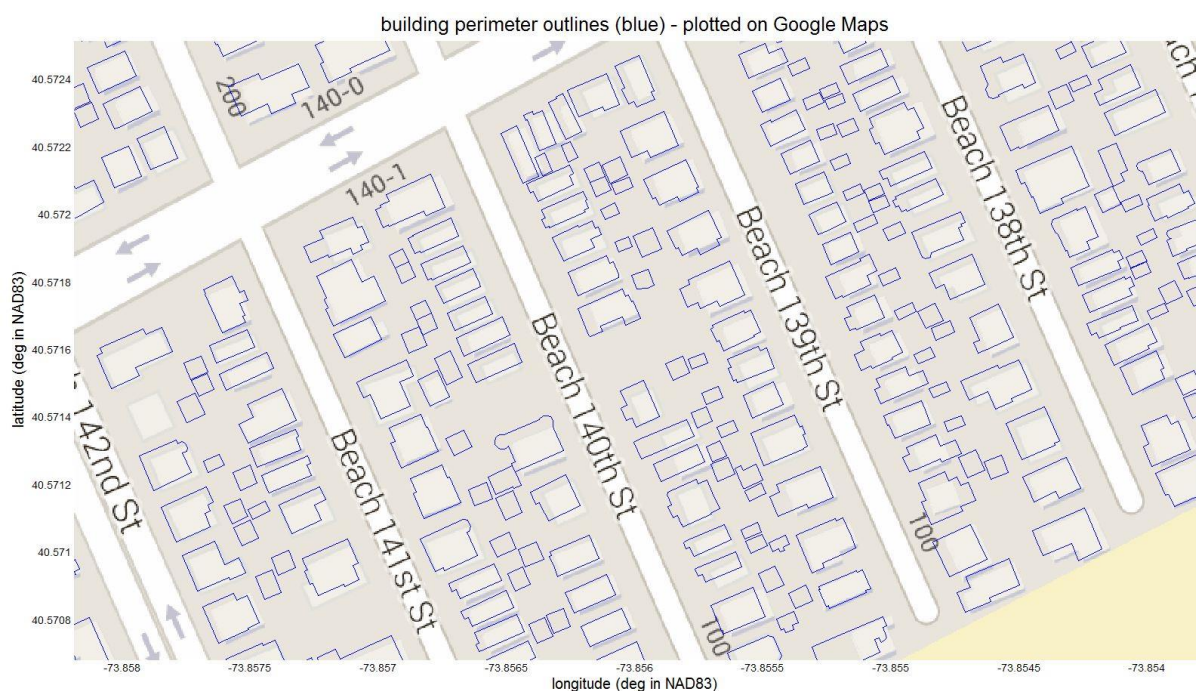 building perimeter outlines (blue) - plotted on Google Maps
latitude (deg in NAD83)
40.5724
40.5722
40.572
40.5718
40.5716
40.5714
40.5712
40.571
40.5708
200
140-0
140-1
142nd St
Beach 141st St
Beach 140th St
Beach 139th St
Beach 138th St
Beach
100
100
-73.858
-73.8575
-73.857
-73.8565
-73.856
-73.8555
-73.855
-73.8545
-73.854
longitude (deg in NAD83)